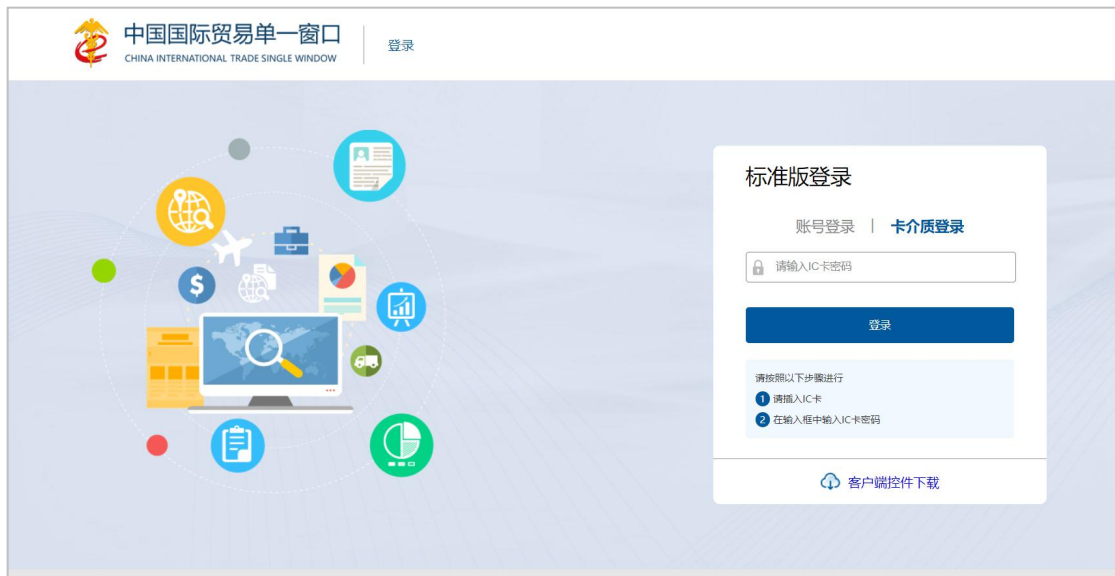 中国国际贸易单一窗口
CHINA INTERNATIONAL TRADE SINGLE WINDOW
登录
标准版登录
账号登录 | 卡介质登录
请输入IC卡密码
登录
请按照以下步骤进行
1 请插入IC卡
2 在输入框中输入IC卡密码
客户端控件下载
$